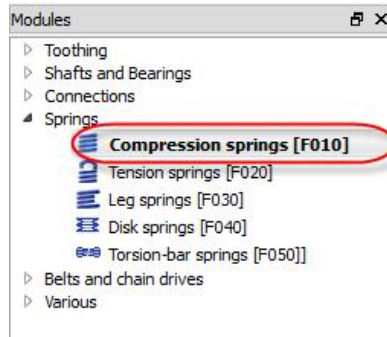 Modules
Toothing
Shafts and Bearings
Connections
Springs
Compression springs [F010]
Tension springs [F020]
Leg springs [F030]
Disk springs [F040]
Torsion-bar springs [F050]]
Belts and chain drives
Various